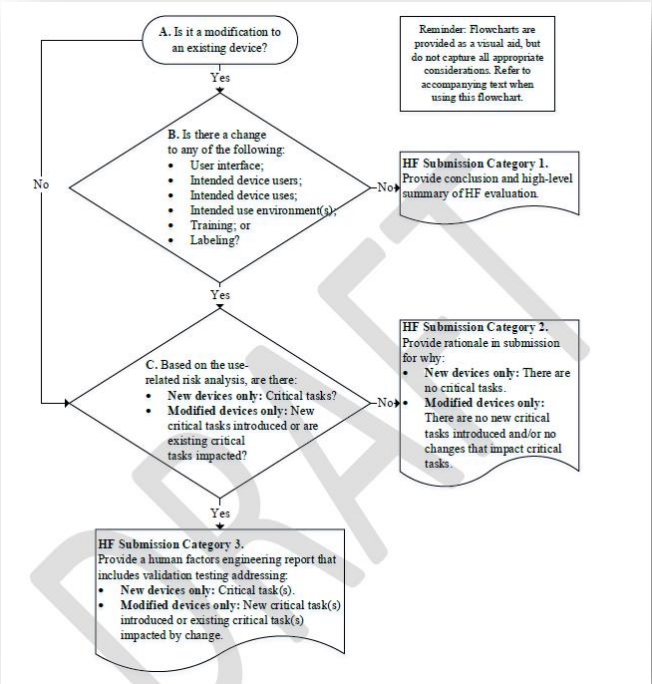 A. Is it a modification to
an existing device?
Reminder: Flowcharts are
provided as a visual aid, but
do not capture all appropriate
considerations. Refer to
accompanying text when
using this flowchart.
Yes
B. Is there a change
to any of the following:
• User interface;
• Intended device users;
• Intended device uses;
• Intended use environment(s);
• Training; or
• Labeling?
No
No
HF Submission Category 1.
Provide conclusion and high-level
summary of HF evaluation.
Yes
C. Based on the use-
related risk analysis, are there:
• New devices only: Critical tasks?
• Modified devices only: New
critical tasks introduced or are
existing critical
tasks impacted?
No
HF Submission Category 2.
Provide rationale in submission
for why:
• New devices only: There are
no critical tasks.
• Modified devices only:
There are no new critical
tasks introduced and/or no
changes that impact critical
tasks.
Yes
HF Submission Category 3.
Provide a human factors engineering report that
includes validation testing addressing:
• New devices only: Critical task(s).
• Modified devices only: New critical task(s)
introduced or existing critical task(s)
impacted by change.
DRAFT